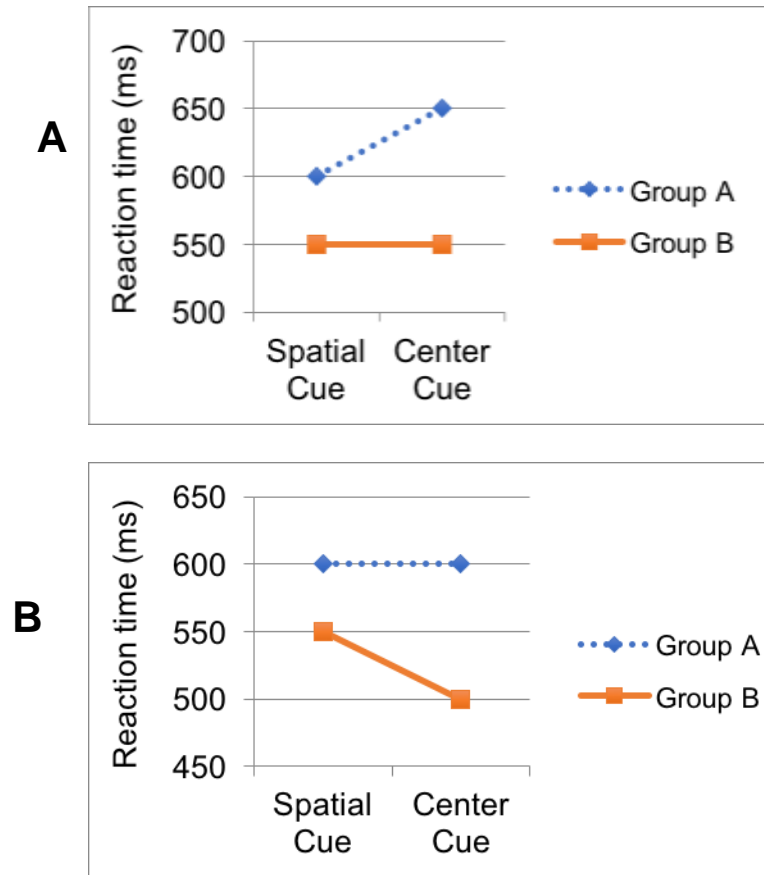 A
Reaction time (ms)
700
650
600
550
500
Spatial
Cue
Center
Cue
Group A
Group B
B
Reaction time (ms)
650
600
550
500
450
Spatial
Cue
Center
Cue
Group A
Group B